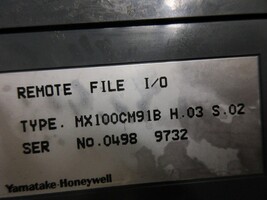 REMOTE FILE I/O
TYPE. MX100CM91B H.03 S.02
SER No.0498 9732
Yamatake-Honeywell